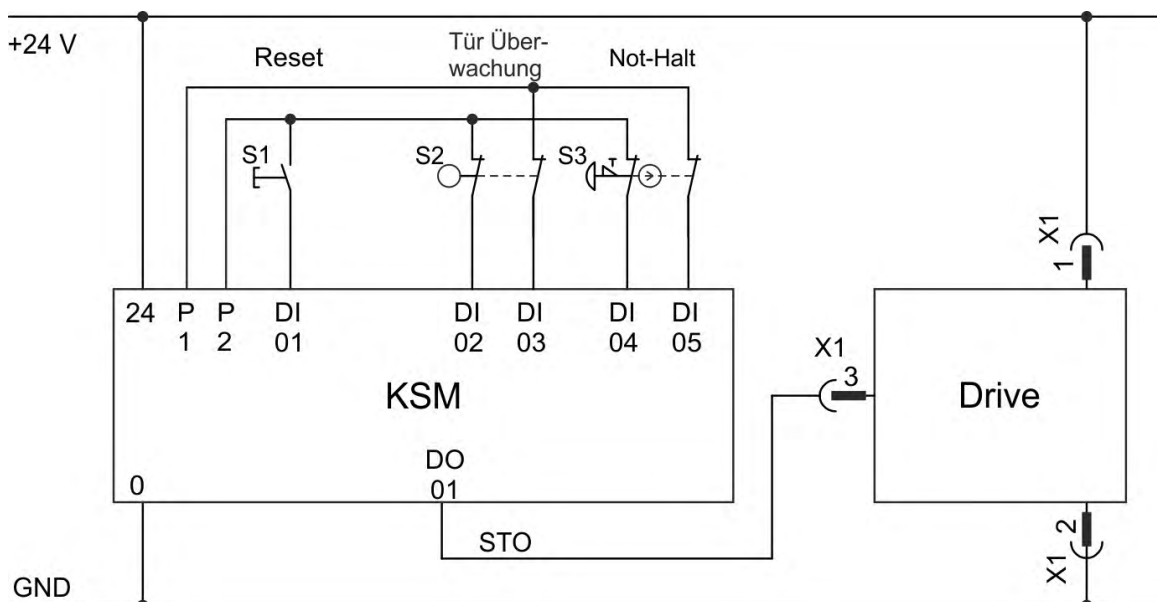 +24 V
Reset
Tür Über-
wachung
Not-Halt
S1
S2
S3
X1
1
24 P P DI DI DI DI DI
1 2 01 02 03 04 05
X1
3
KSM
Drive
DO
01
0
STO
2
X1
GND